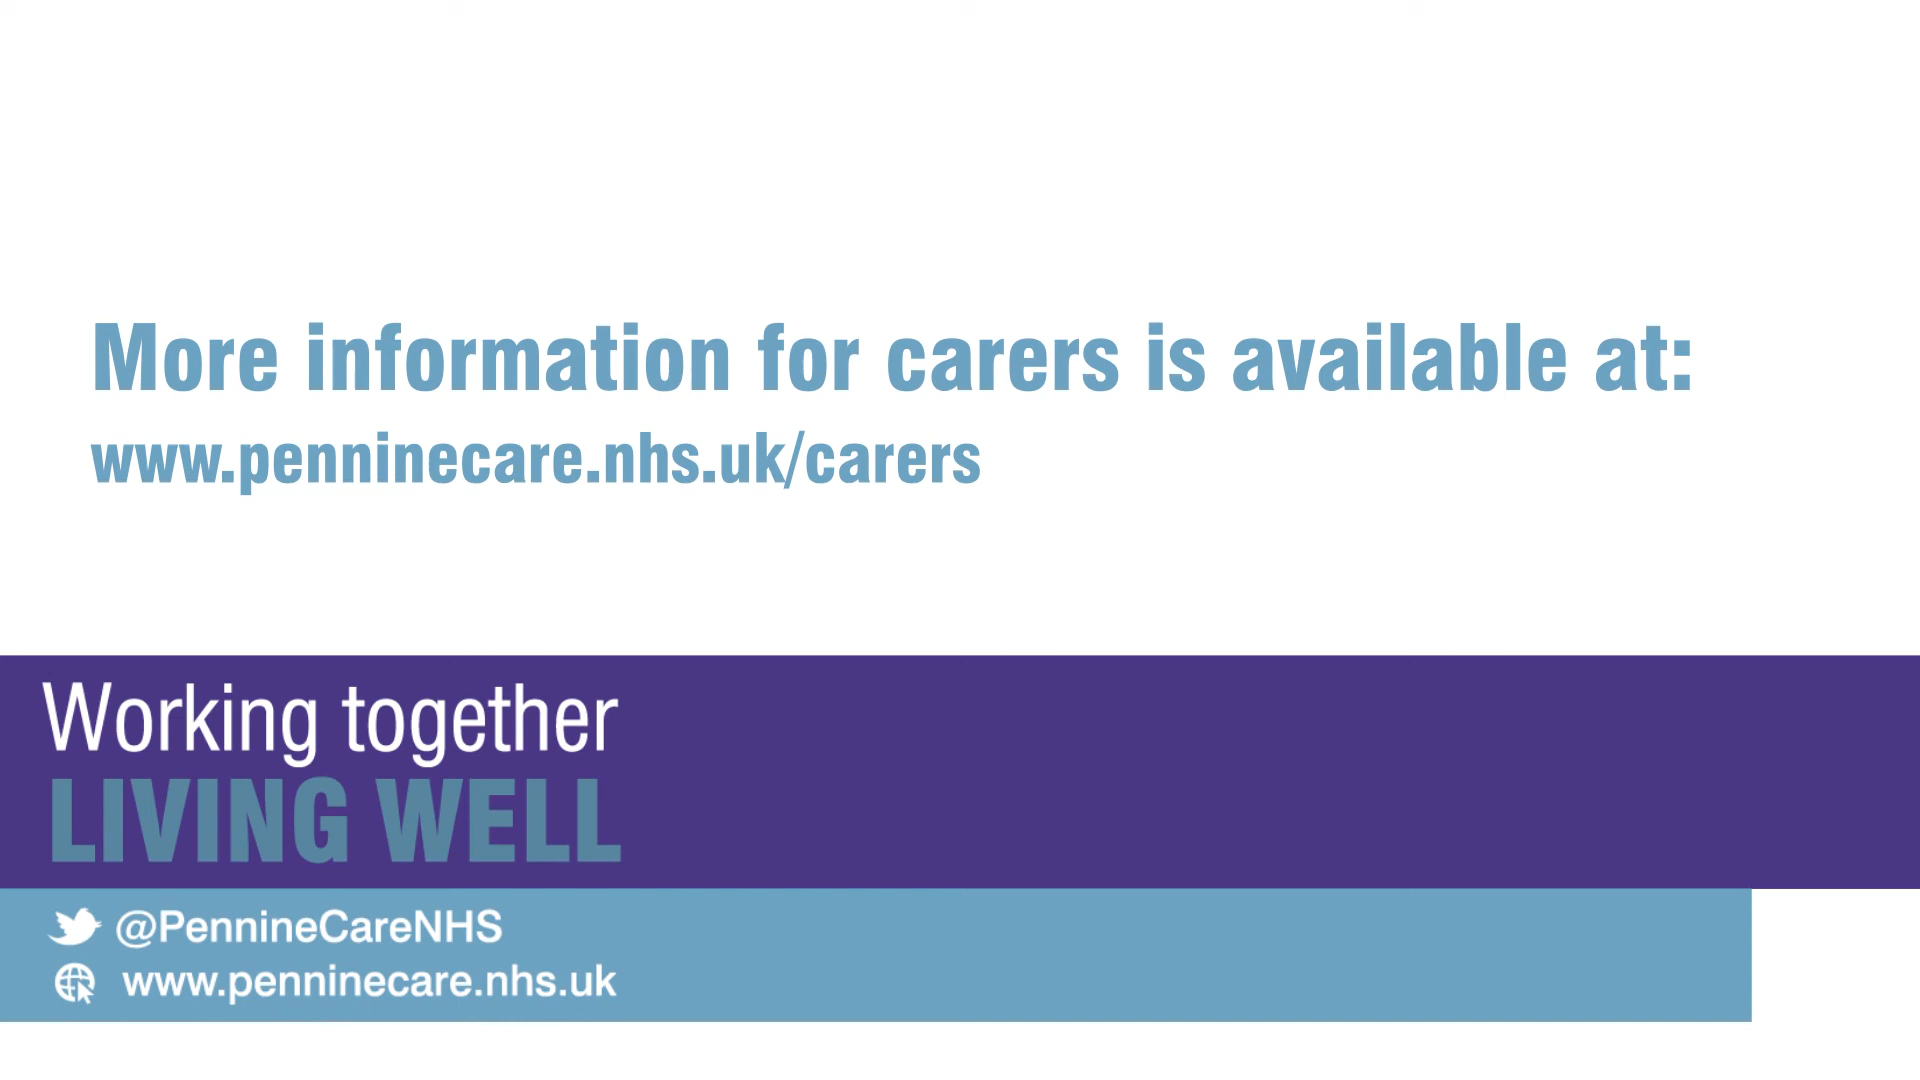 More information for carers is available at:
www.penninecare.nhs.uk/carers
Working together
LIVING WELL
@PennineCareNHS
www.penninecare.nhs.uk